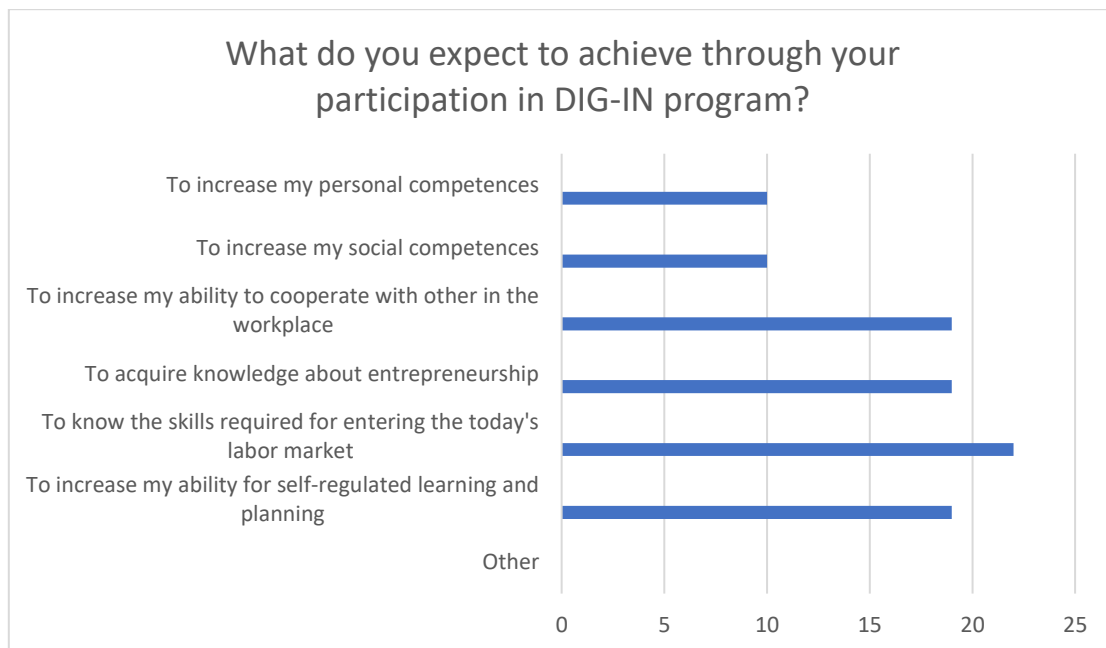 What do you expect to achieve through your
participation in DIG-IN program?
To increase my personal competences
To increase my social competences
To increase my ability to cooperate with other in the
workplace
To acquire knowledge about entrepreneurship
To know the skills required for entering the today's
labor market
To increase my ability for self-regulated learning and
planning
Other
0 5 10 15 20 25